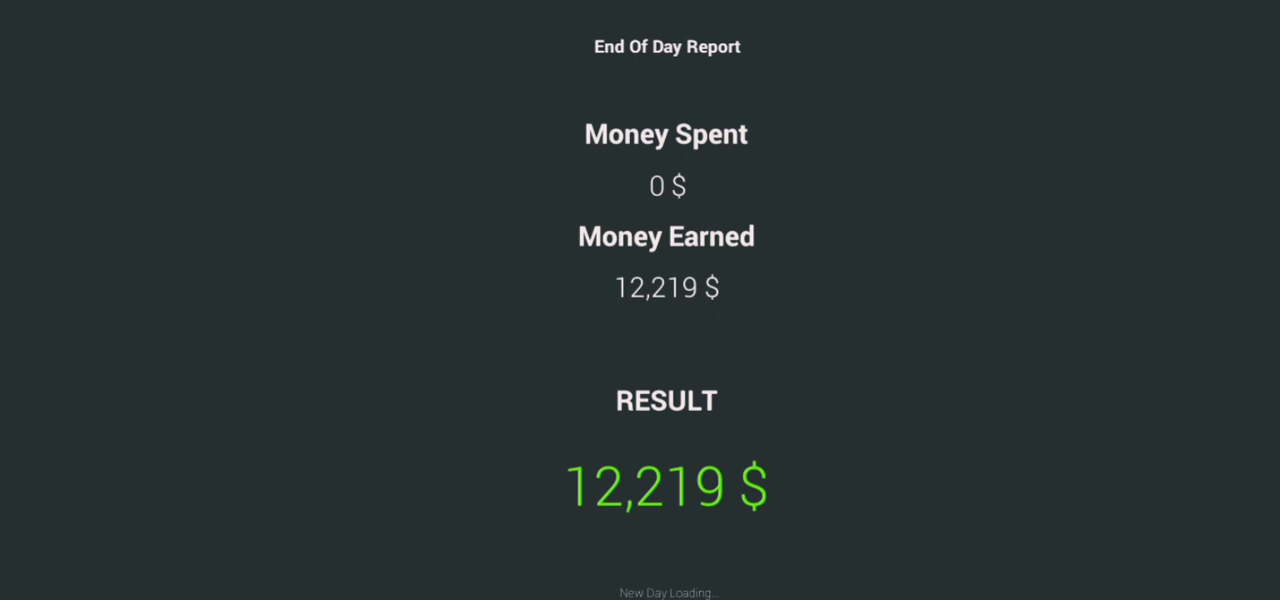 End Of Day Report
Money Spent
0 $
Money Earned
12,219 $
RESULT
12,219 $
New Day Loading...